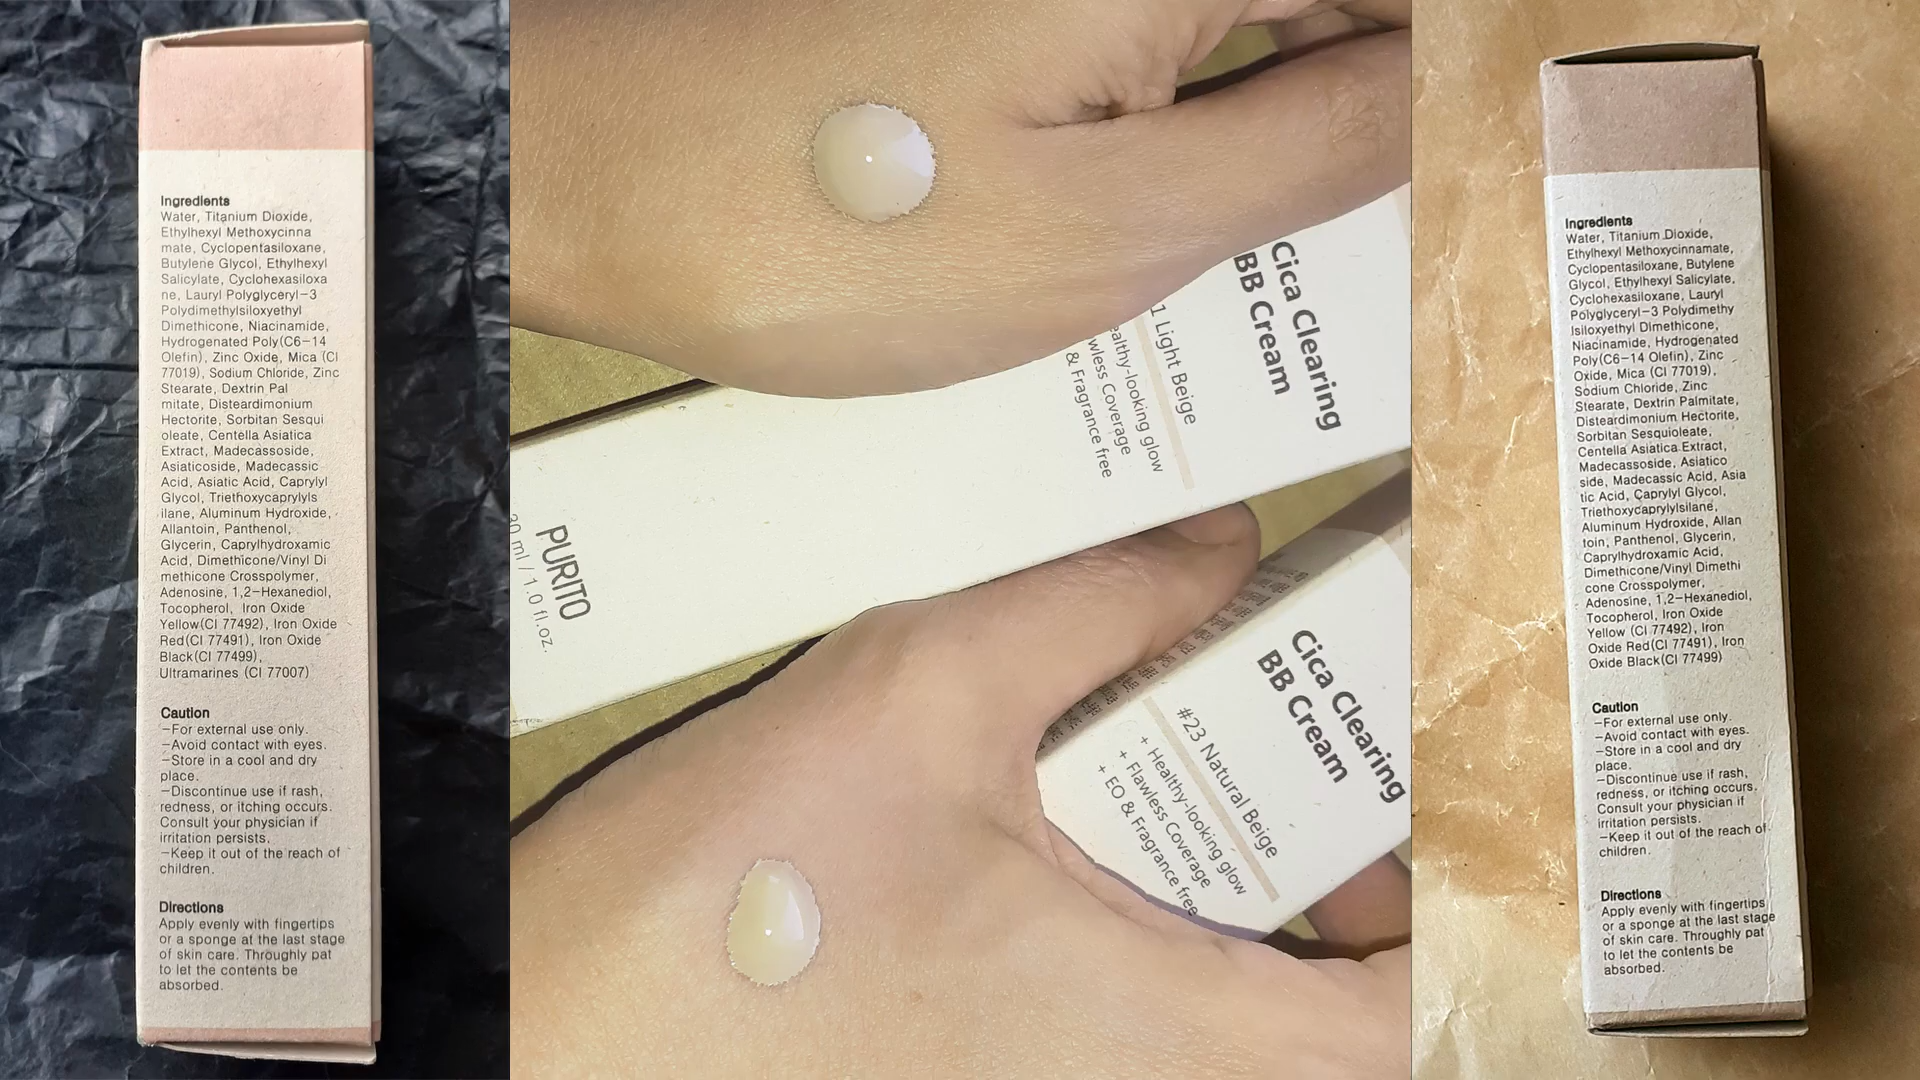 Ingredients
Water, Titanium Dioxide,
Ethylhexyl Methoxycinna
mate, Cyclopentasiloxane,
Butylene Glycol, Ethylhexyl
Salicylate, Cyclohexasiloxa
ne, Lauryl Polyglyceryl-3
Polydimethylsiloxyethyl
Dimethicone, Niacinamide,
Hydrogenated Poly(C6-14
Olefin), Zinc Oxide, Mica (CI
77019), Sodium Chloride, Zinc
Stearate, Dextrin Pal
mitate, Disteardimonium
Hectorite, Sorbitan Sesqui
oleate, Centella Asiatica
Extract, Madecassoside,
Asiaticoside, Madecassic
Acid, Asiatic Acid, Caprylyl
Glycol, Triethoxycaprylyls
ilane, Aluminum Hydroxide,
Allantoin, Panthenol,
Glycerin, Caprylhydroxamic
Acid, Dimethicone/Vinyl Di
methicone Crosspolymer,
Adenosine, 1,2-Hexanediol,
Tocopherol, Iron Oxide
Yellow(CI 77492), Iron Oxide
Red(CI 77491), Iron Oxide
Black(CI 77499),
Ultramarines (CI 77007)
Caution
-For external use only.
-Avoid contact with eyes.
-Store in a cool and dry
place.
-Discontinue use if rash,
redness, or itching occurs.
Consult your physician if
irritation persists.
-Keep it out of the reach of
children.
Directions
Apply evenly with fingertips
or a sponge at the last stage
of skin care. Throughly pat
to let the contents be
absorbed.
Cica Clearing
BB Cream
1 Light Beige
ealthy-looking glow
wless Coverage
& Fragrance free
PURITO
30 ml / 1.0 fl.oz.
Cica Clearing
BB Cream
#23 Natural Beige
+ Healthy-looking glow
+ Flawless Coverage
+ EO & Fragrance free
Ingredients
Water, Titanium Dioxide,
Ethylhexyl Methoxycinnamate,
Cyclopentasiloxane, Butylene
Glycol, Ethylhexyl Salicylate,
Cyclohexasiloxane, Lauryl
Polyglyceryl-3 Polydimethy
lsiloxyethyl Dimethicone,
Niacinamide, Hydrogenated
Poly(C6-14 Olefin), Zinc
Oxide, Mica (CI 77019),
Sodium Chloride, Zinc
Stearate, Dextrin Palmitate,
Disteardimonium Hectorite,
Sorbitan Sesquioleate,
Centella Asiatica Extract,
Madecassoside, Asiatico
side, Madecassic Acid, Asia
tic Acid, Caprylyl Glycol,
Triethoxycaprylylsilane,
Aluminum Hydroxide, Allan
toin, Panthenol, Glycerin,
Caprylhydroxamic Acid,
Dimethicone/Vinyl Dimethi
cone Crosspolymer,
Adenosine, 1,2-Hexanediol,
Tocopherol, Iron Oxide
Yellow (CI 77492), Iron
Oxide Red(CI 77491), Iron
Oxide Black(CI 77499)
Caution
-For external use only.
-Avoid contact with eyes.
-Store in a cool and dry
place.
-Discontinue use if rash,
redness, or itching occurs.
Consult your physician if
irritation persists.
-Keep it out of the reach of
children.
Directions
Apply evenly with fingertips
or a sponge at the last stage
of skin care. Throughly pat
to let the contents be
absorbed.